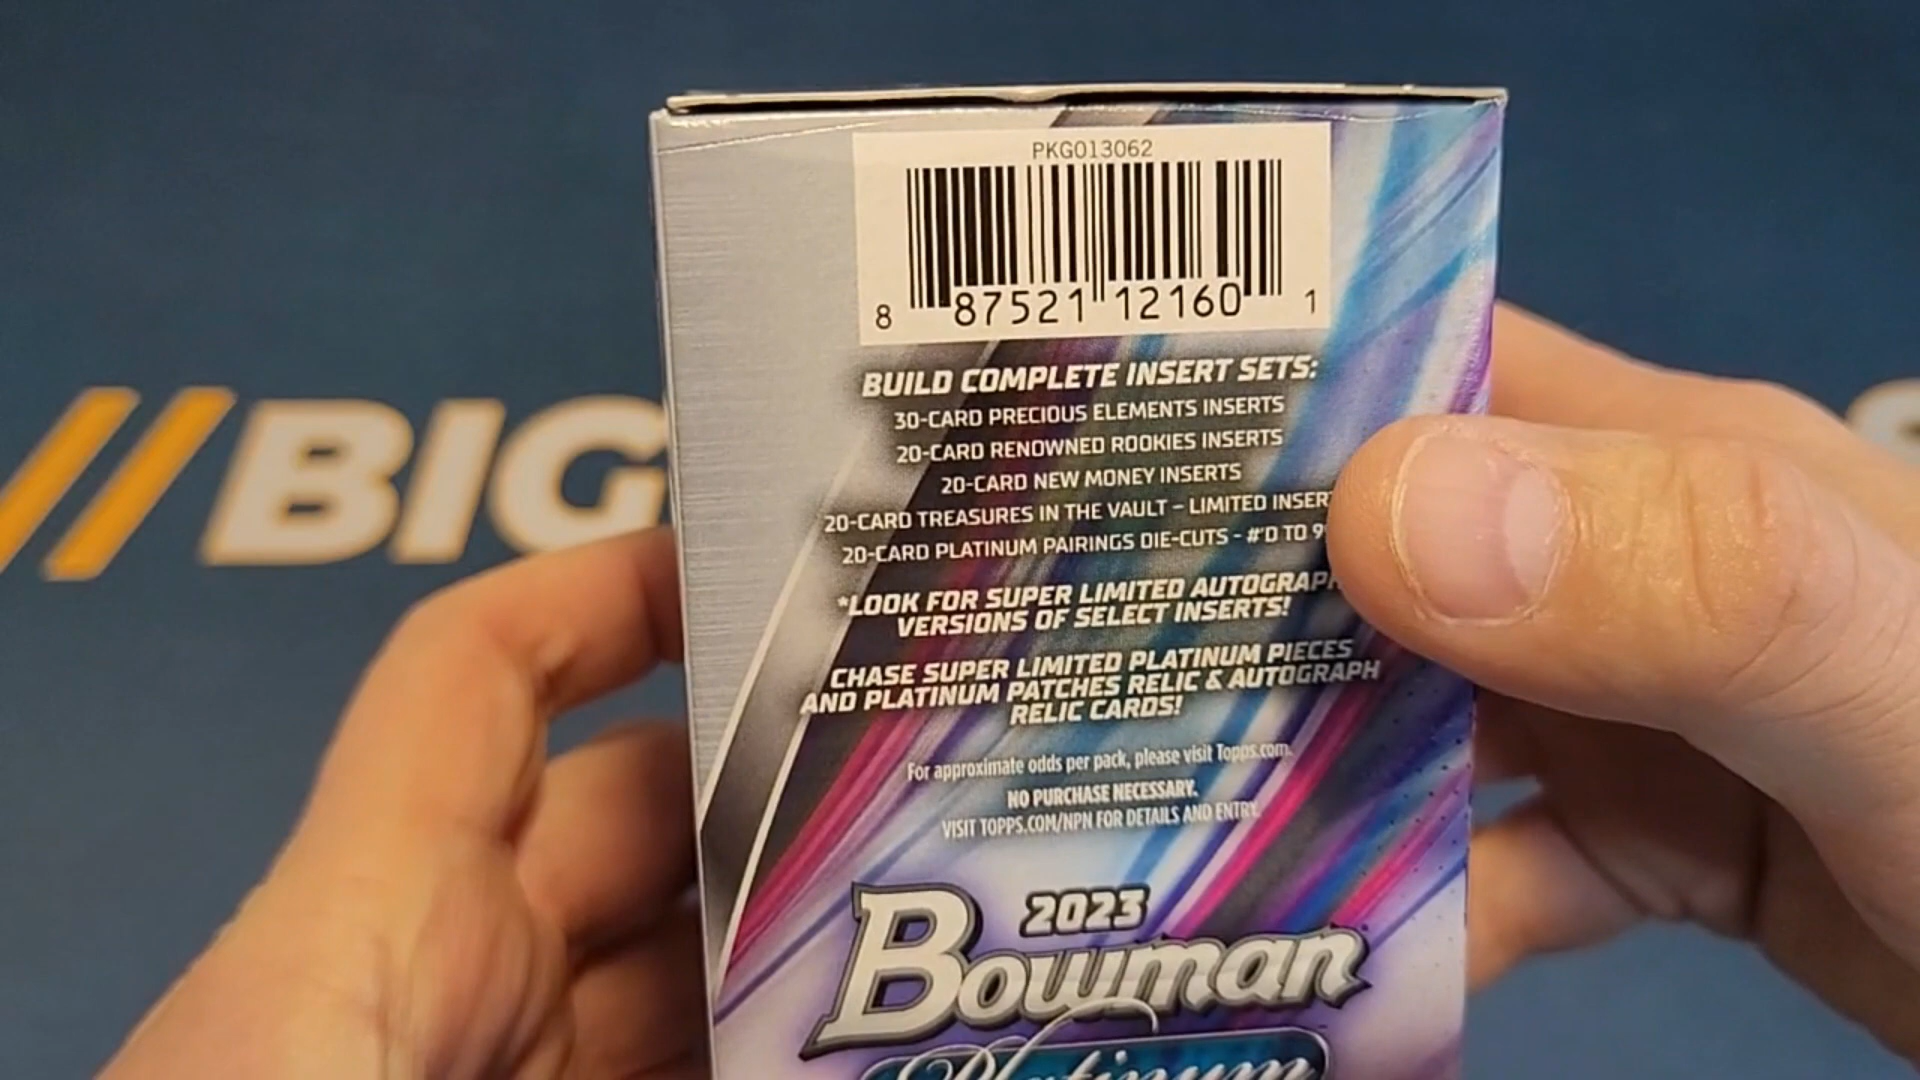 PKG013062
8 87521 12160 1
//BIG
BUILD COMPLETE INSERT SETS:
30-CARD PRECIOUS ELEMENTS INSERTS
20-CARD RENOWNED ROOKIES INSERTS
20-CARD NEW MONEY INSERTS
20-CARD TREASURES IN THE VAULT – LIMITED
20-CARD PLATINUM PAIRINGS DIE-CUTS - #'D TO
*LOOK FOR SUPER LIMITED
VERSIONS OF SELECT INSERTS!
CHASE SUPER LIMITED PLATINUM PIECES
AND PLATINUM PATCHES RELIC & AUTOGRAPH
RELIC CARDS!
For approximate odds per pack, please visit Topps.com.
NO PURCHASE NECESSARY.
VISIT TOPPS.COM/NPN FOR DETAILS AND ENTRY.
2023
Bowman
Platinum